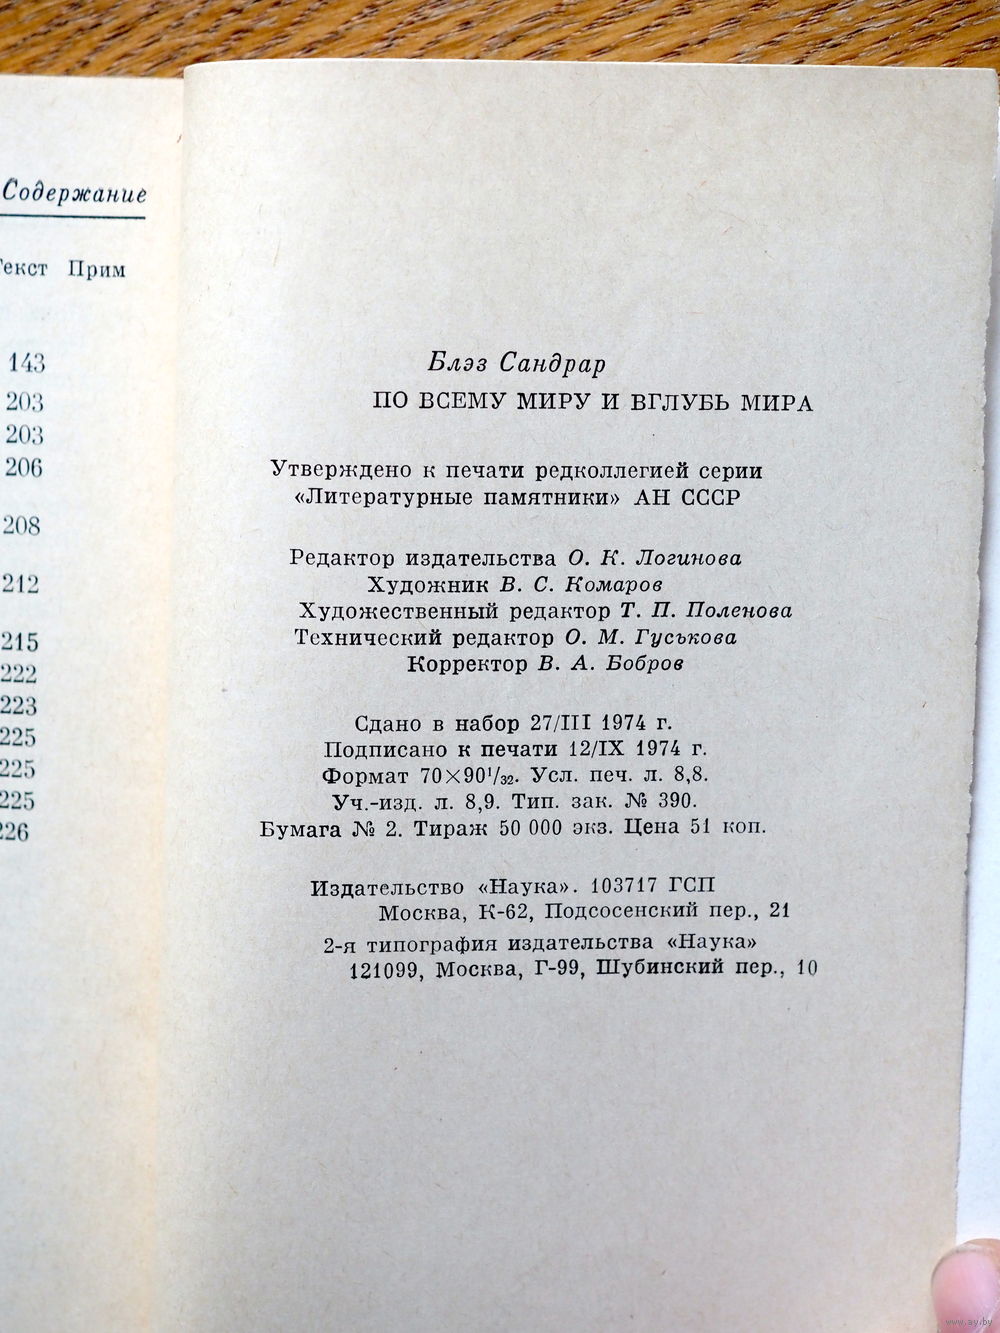 Содержание
Текст Прим
143
203
203
206
208
212
215
222
223
225
225
225
226
Блэз Сандрар
ПО ВСЕМУ МИРУ И ВГЛУБЬ МИРА
Утверждено к печати редколлегией серии
«Литературные памятники» АН СССР
Редактор издательства О. К. Логинова
Художник В. С. Комаров
Художественный редактор Т. П. Поленова
Технический редактор О. М. Гуськова
Корректор В. А. Бобров
Сдано в набор 27/III 1974 г.
Подписано к печати 12/IX 1974 г.
Формат 70×90¹/₃₂. Усл. печ. л. 8,8.
Уч.-изд. л. 8,9. Тип. зак. № 390.
Бумага № 2. Тираж 50 000 экз. Цена 51 коп.
Издательство «Наука». 103717 ГСП
Москва, К-62, Подсосенский пер., 21
2-я типография издательства «Наука»
121099, Москва, Г-99, Шубинский пер., 10
www.ay.by